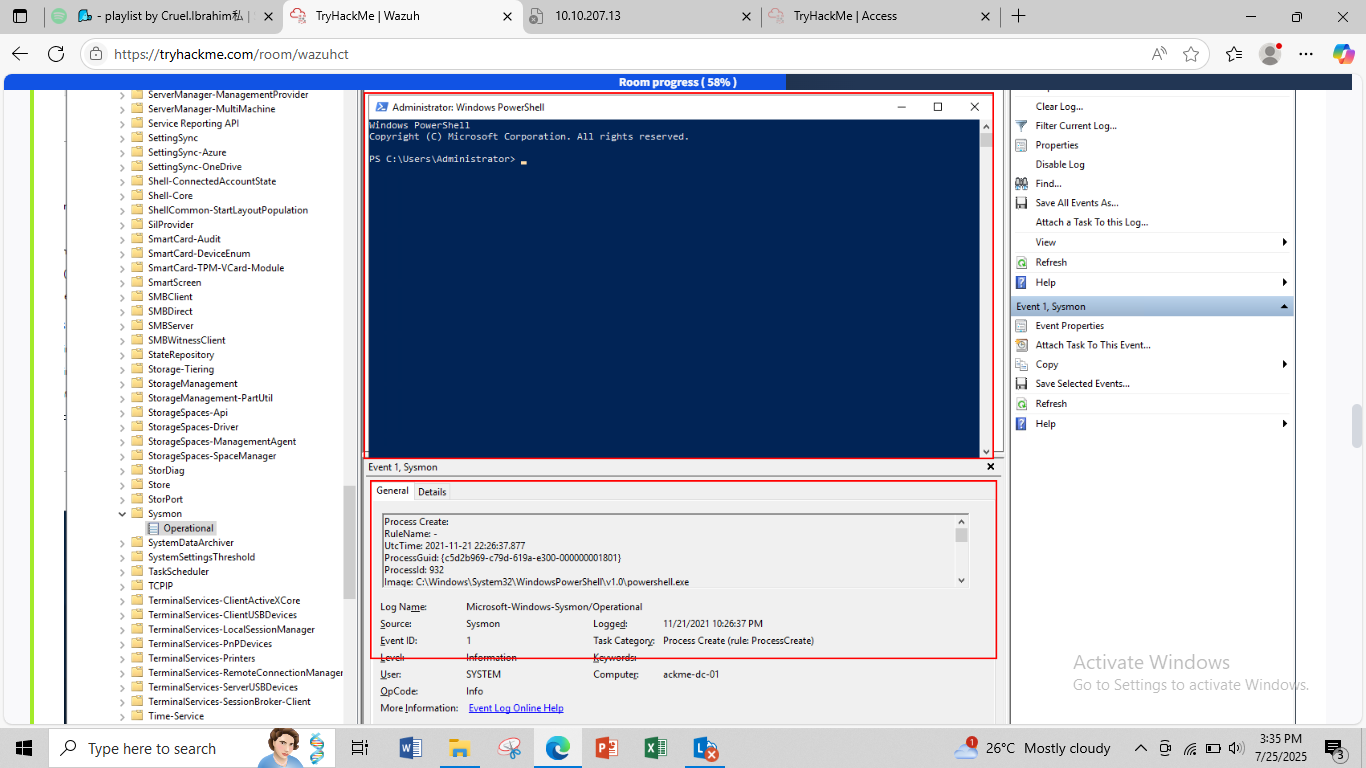 - playlist by Cruel.Ibrahim私 |
TryHackMe | Wazuh
10.10.207.13
TryHackMe | Access
https://tryhackme.com/room/wazuhct
Room progress ( 58% )
ServerManager-ManagementProvider
ServerManager-MultiMachine
Service Reporting API
SettingSync
SettingSync-Azure
SettingSync-OneDrive
Shell-ConnectedAccountState
Shell-Core
ShellCommon-StartLayoutPopulation
SilProvider
SmartCard-Audit
SmartCard-DeviceEnum
SmartCard-TPM-VCard-Module
SmartScreen
SMBClient
SMBDirect
SMBServer
SMBWitnessClient
StateRepository
Storage-Tiering
StorageManagement
StorageManagement-PartUtil
StorageSpaces-Api
StorageSpaces-Driver
StorageSpaces-ManagementAgent
StorageSpaces-SpaceManager
StorDiag
Store
StorPort
Sysmon
Operational
SystemDataArchiver
SystemSettingsThreshold
TaskScheduler
TCPIP
TerminalServices-ClientActiveXCore
TerminalServices-ClientUSBDevices
TerminalServices-LocalSessionManager
TerminalServices-PnPDevices
TerminalServices-Printers
TerminalServices-RemoteConnectionManager
TerminalServices-ServerUSBDevices
TerminalServices-SessionBroker-Client
Time-Service
Administrator: Windows PowerShell
Windows PowerShell
Copyright (C) Microsoft Corporation. All rights reserved.
PS C:\Users\Administrator>
Event 1, Sysmon
General Details
Process Create:
RuleName: -
UtcTime: 2021-11-21 22:26:37.877
ProcessGuid: {c5d2b969-c79d-619a-e300-000000001801}
ProcessId: 932
Image: C:\Windows\System32\WindowsPowerShell\v1.0\powershell.exe
Log Name: Microsoft-Windows-Sysmon/Operational
Source: Sysmon Logged: 11/21/2021 10:26:37 PM
Event ID: 1 Task Category: Process Create (rule: ProcessCreate)
Level: Information Keywords:
User: SYSTEM Computer: ackme-dc-01
OpCode: Info
More Information: Event Log Online Help
Clear Log...
Filter Current Log...
Properties
Disable Log
Find...
Save All Events As...
Attach a Task To this Log...
View
Refresh
Help
Event 1, Sysmon
Event Properties
Attach Task To This Event...
Copy
Save Selected Events...
Refresh
Help
Activate Windows
Go to Settings to activate Windows.
Type here to search
1
26°C Mostly cloudy
3:35 PM
7/25/2025
3